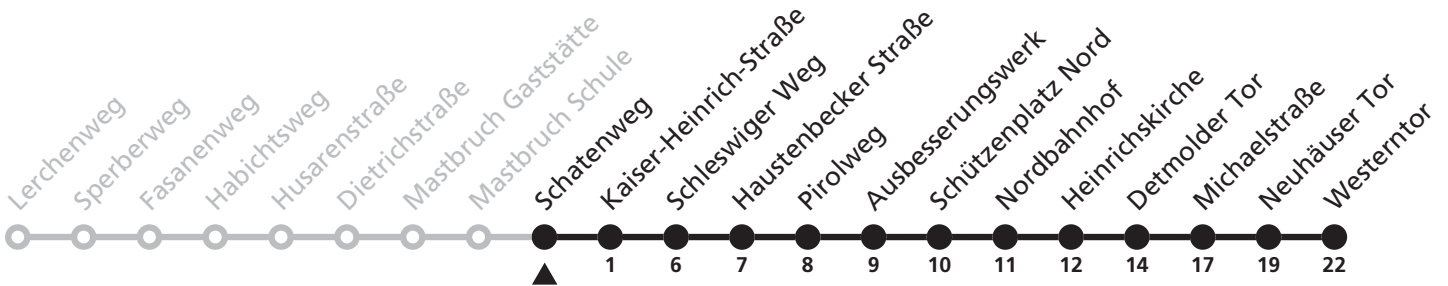 Lerchenweg
Sperberweg
Fasanenweg
Habichtsweg
Husarenstraße
Dietrichstraße
Mastbruch Gaststätte
Mastbruch Schule
Schatenweg
Kaiser-Heinrich-Straße
Schleswiger Weg
Haustenbecker Straße
Pirolweg
Ausbesserungswerk
Schützenplatz Nord
Nordbahnhof
Heinrichskirche
Detmolder Tor
Michaelstraße
Neuhäuser Tor
Westerntor
1 6 7 8 9 10 11 12 14 17 19 22